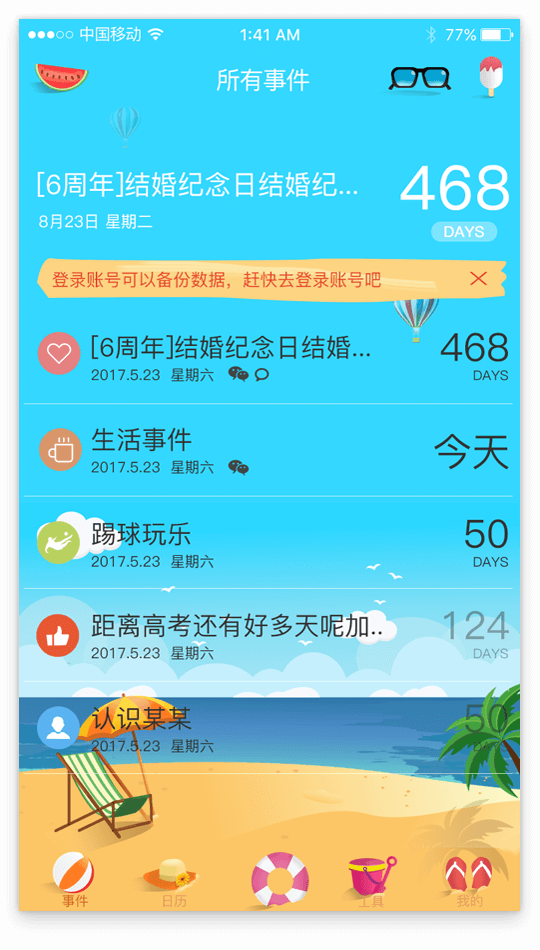 中国移动 1:41 AM 77%
所有事件
[6周年]结婚纪念日结婚纪... 468
8月23日 星期二 DAYS
登录账号可以备份数据，赶快去登录账号吧
[6周年]结婚纪念日结婚... 468
2017.5.23 星期六 DAYS
生活事件 今天
2017.5.23 星期六
踢球玩乐 50
2017.5.23 星期六 DAYS
距离高考还有好多天呢加.. 124
2017.5.23 星期六 DAYS
认识某某 50
2017.5.23 星期六 DAYS
事件 日历 工具 我的